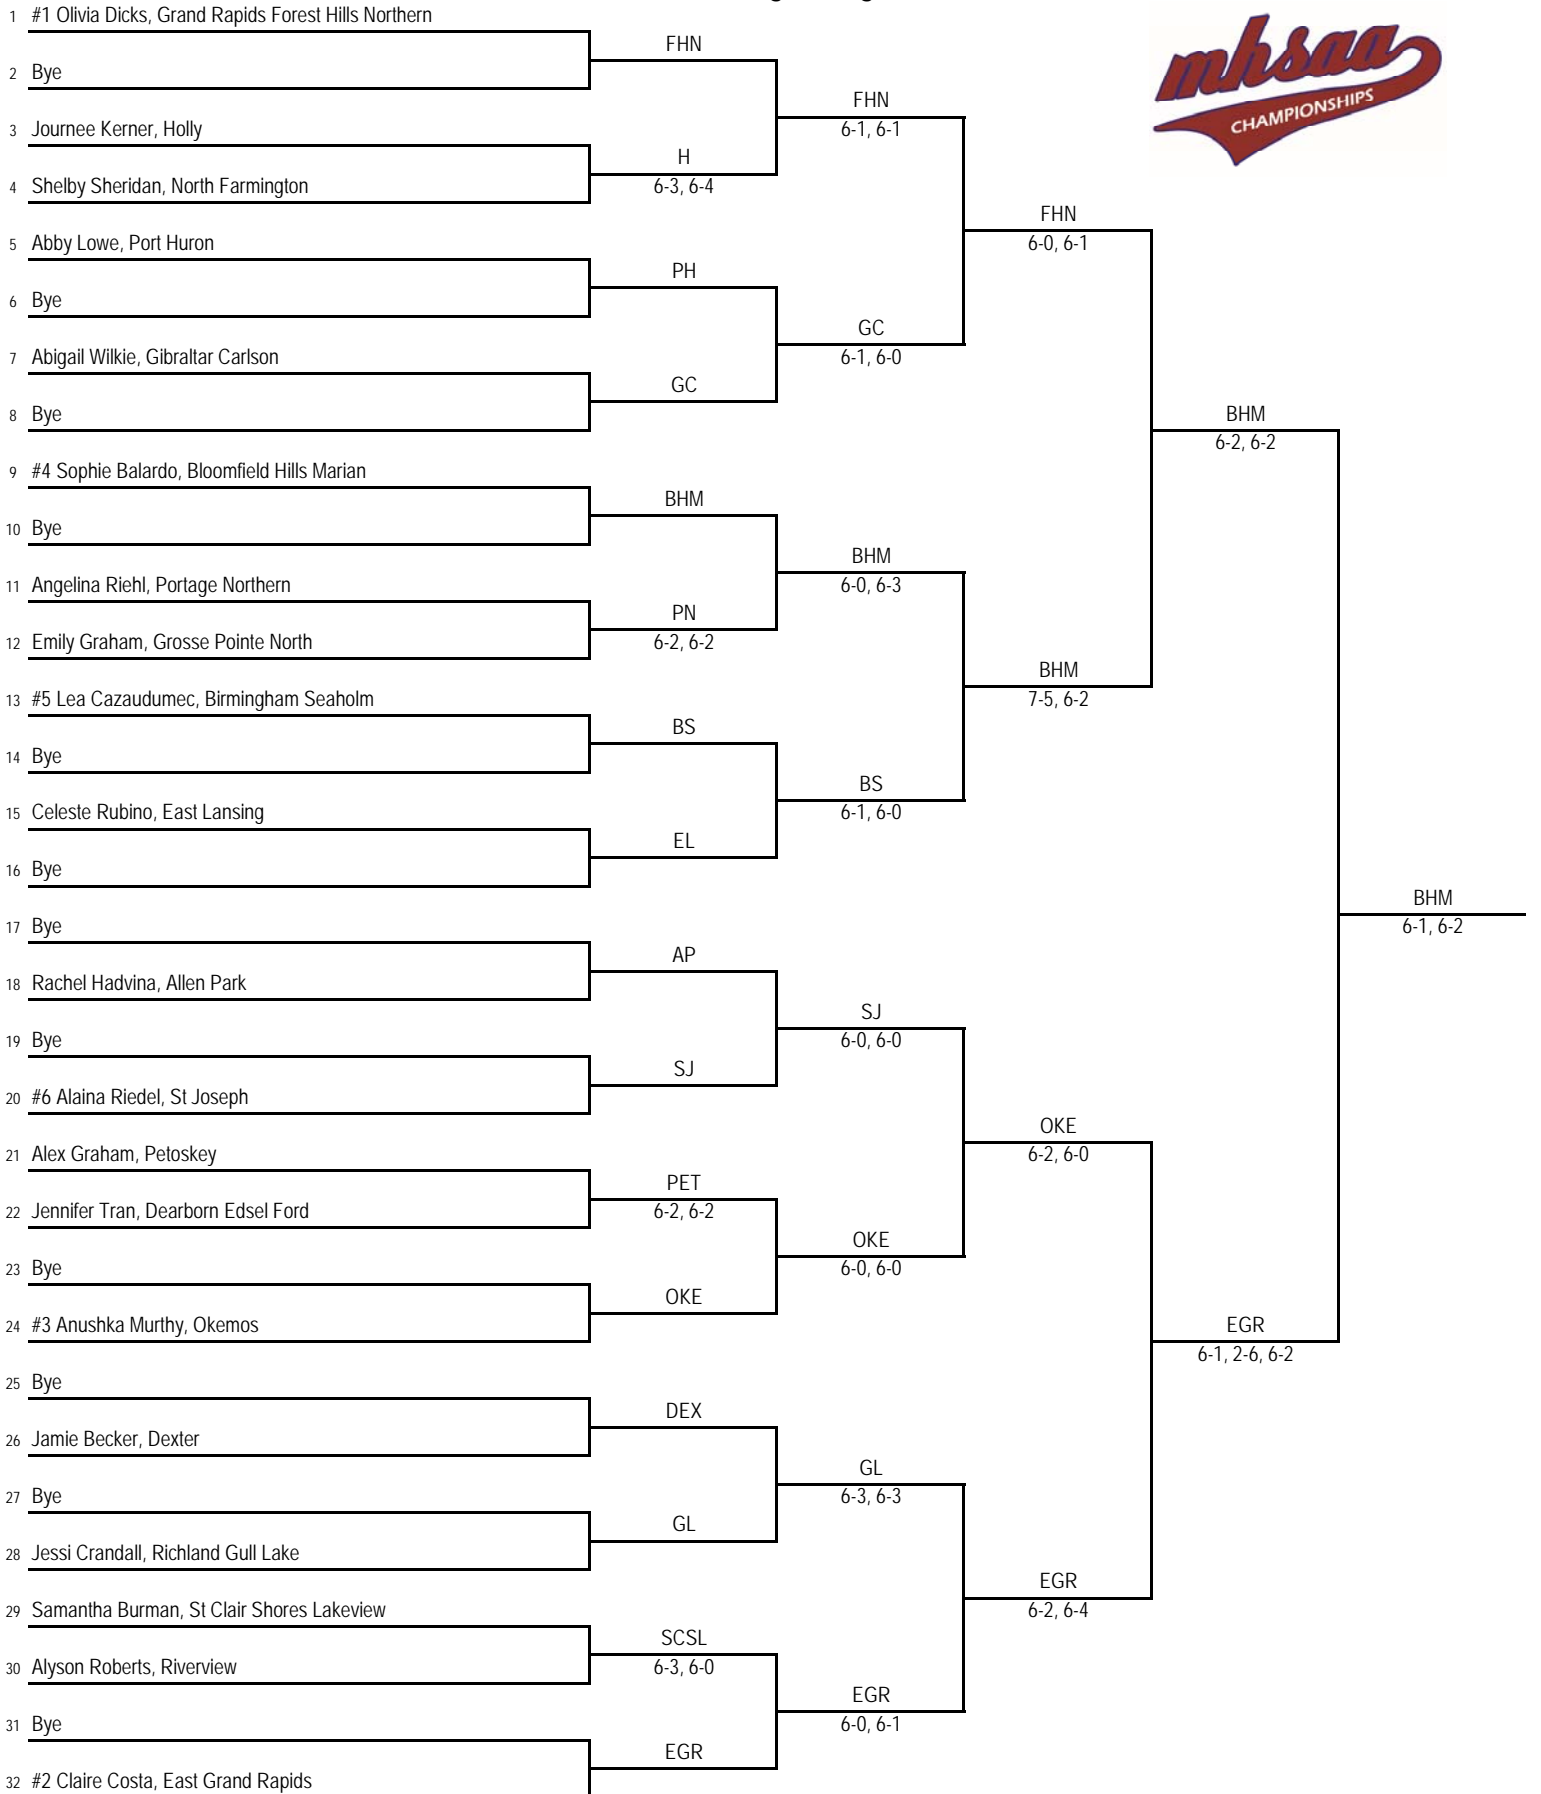 1 #1 Olivia Dicks, Grand Rapids Forest Hills Northern
FHN
2 Bye
FHN
6-1, 6-1
3 Journee Kerner, Holly
H
6-3, 6-4
4 Shelby Sheridan, North Farmington
FHN
6-0, 6-1
5 Abby Lowe, Port Huron
PH
6 Bye
GC
6-1, 6-0
7 Abigail Wilkie, Gibraltar Carlson
GC
8 Bye
BHM
6-2, 6-2
9 #4 Sophie Balardo, Bloomfield Hills Marian
BHM
10 Bye
BHM
6-0, 6-3
11 Angelina Riehl, Portage Northern
PN
6-2, 6-2
12 Emily Graham, Grosse Pointe North
BHM
7-5, 6-2
13 #5 Lea Cazaudumec, Birmingham Seaholm
BS
14 Bye
BS
6-1, 6-0
15 Celeste Rubino, East Lansing
EL
16 Bye
BHM
6-1, 6-2
17 Bye
AP
18 Rachel Hadvina, Allen Park
SJ
6-0, 6-0
19 Bye
SJ
20 #6 Alaina Riedel, St Joseph
OKE
6-2, 6-0
21 Alex Graham, Petoskey
PET
6-2, 6-2
22 Jennifer Tran, Dearborn Edsel Ford
OKE
6-0, 6-0
23 Bye
OKE
24 #3 Anushka Murthy, Okemos
EGR
6-1, 2-6, 6-2
25 Bye
DEX
26 Jamie Becker, Dexter
GL
6-3, 6-3
27 Bye
GL
28 Jessi Crandall, Richland Gull Lake
EGR
6-2, 6-4
29 Samantha Burman, St Clair Shores Lakeview
SCSL
6-3, 6-0
30 Alyson Roberts, Riverview
EGR
6-0, 6-1
31 Bye
EGR
32 #2 Claire Costa, East Grand Rapids
mhsaa
CHAMPIONSHIPS